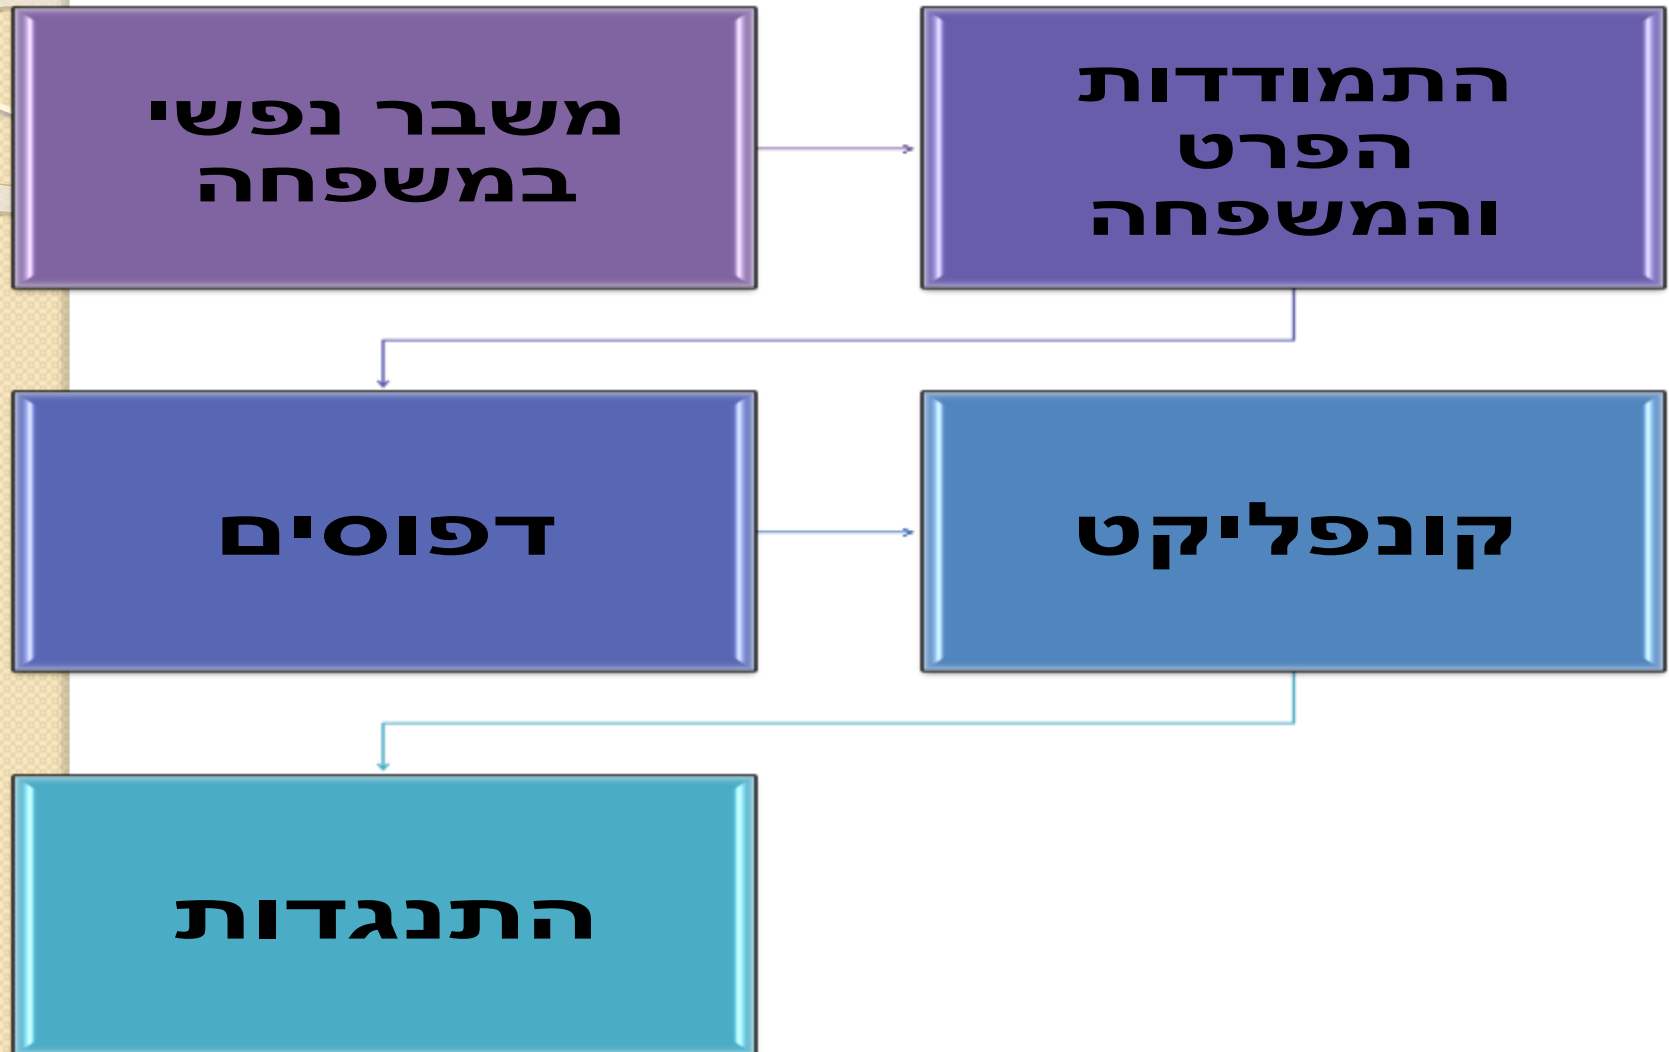 משבר נפשי
במשפחה
התמודדות
הפרט
והמשפחה
דפוסים
קונפליקט
התנגדות